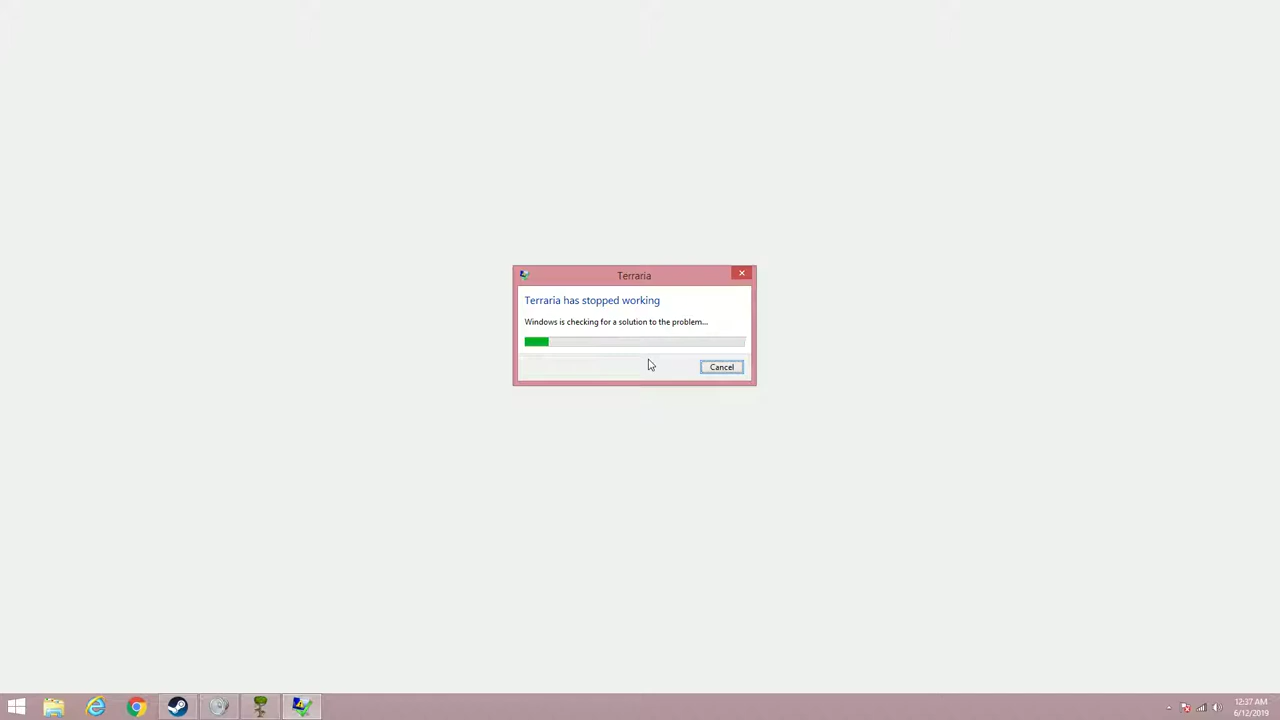 Terraria
Terraria has stopped working
Windows is checking for a solution to the problem...
Cancel
12:37 AM
6/12/2019